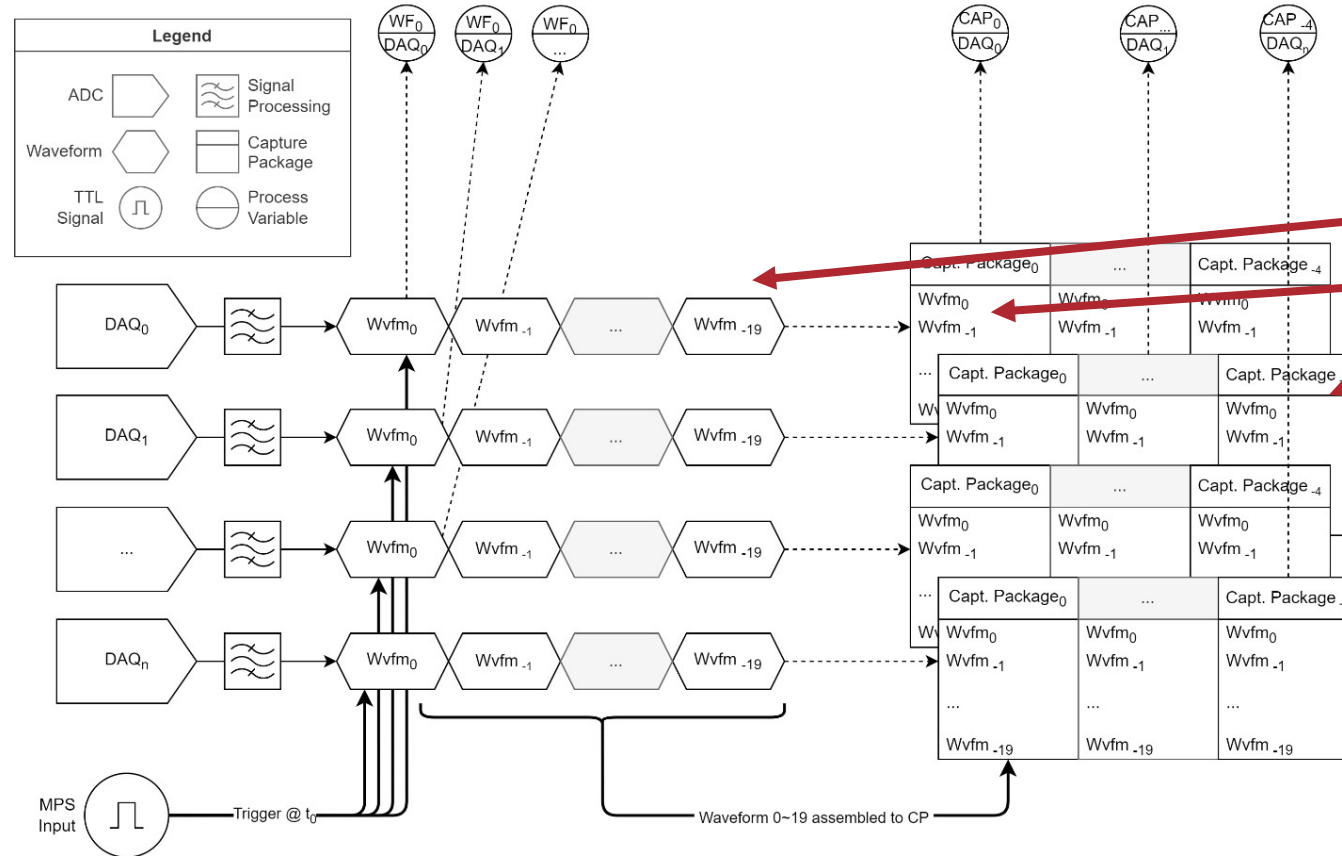 Legend
ADC
Signal
Processing
Waveform
Capture
Package
TTL
Signal
Process
Variable
WF0
DAQ0
WF0
DAQ1
WF0
...
CAP0
DAQ0
CAP...
DAQ1
CAP-4
DAQn
Capt. Package0
...
Capt. Package-4
Wvfm0
Wvfm0
Wvfm0
Wvfm-1
Wvfm-1
Wvfm-1
...
DAQ0
Wvfm0
Wvfm-1
...
Wvfm-19
Capt. Package0
...
Capt. Package
Wvfm0
Wvfm0
Wvfm0
Wvfm-1
Wvfm-1
Wvfm-1
DAQ1
Wvfm0
Wvfm-1
...
Wvfm-19
Capt. Package0
...
Capt. Package-4
Wvfm0
Wvfm0
Wvfm0
Wvfm-1
Wvfm-1
Wvfm-1
...
...
Wvfm0
Wvfm-1
...
Wvfm-19
Capt. Package0
...
Capt. Package
Wvfm0
Wvfm0
Wvfm0
Wvfm-1
Wvfm-1
Wvfm-1
...
...
...
Wvfm-19
Wvfm-19
Wvfm-19
DAQn
Wvfm0
Wvfm-1
...
Wvfm-19
MPS
Input
Trigger @ t0
Waveform 0~19 assembled to CP